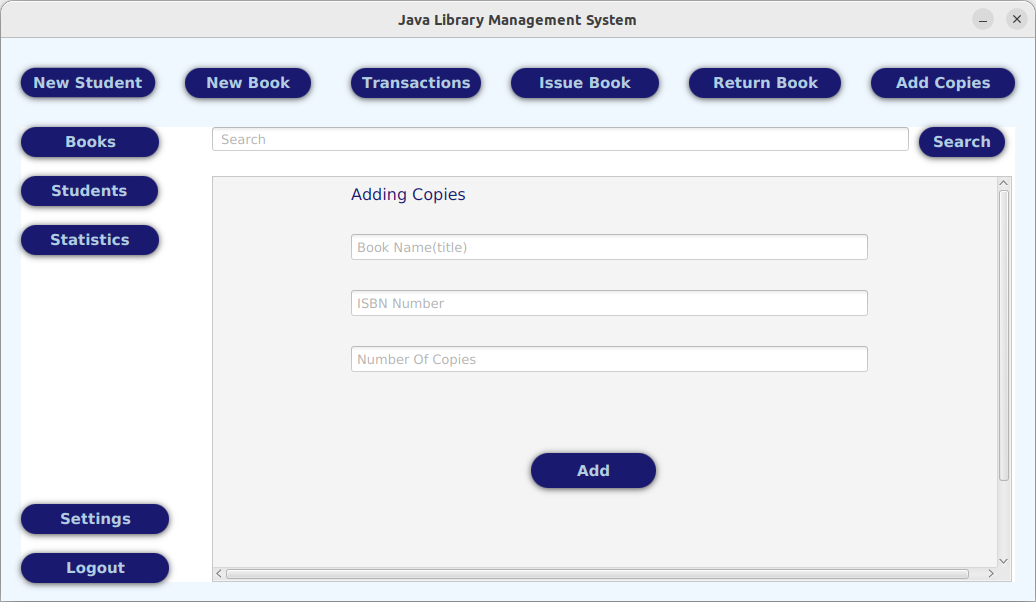 Java Library Management System
New Student
New Book
Transactions
Issue Book
Return Book
Add Copies
Books
Search
Search
Students
Statistics
Adding Copies
Book Name(title)
ISBN Number
Number Of Copies
Add
Settings
Logout